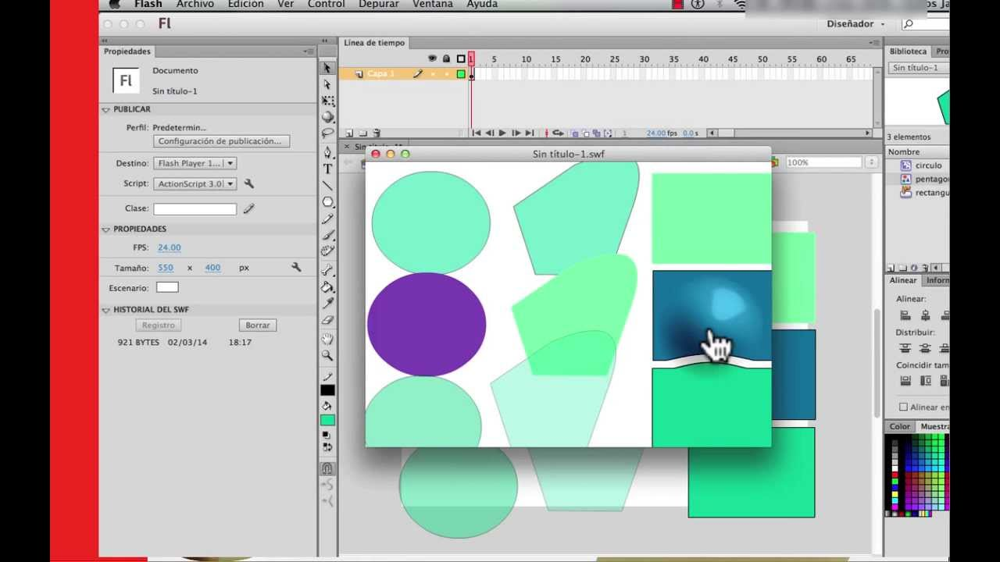 Flash Archivo Edición Ver Control Depurar Ventana Ayuda
Fl
Diseñador
Propiedades
Fl
Documento
Sin título-1
PUBLICAR
Perfil: Predetermin...
Configuración de publicación...
Destino: Flash Player 1...
Script: ActionScript 3.0
Clase:
PROPIEDADES
FPS: 24.00
Tamaño: 550 x 400 px
Escenario:
HISTORIAL DEL SWF
Registro Borrar
921 BYTES 02/03/14 18:17
Línea de tiempo
1 5 10 15 20 25 30 35 40 45 50 55 60 65
Capa 1
1 24.00 fps 0.0 s
Sin título-1.swf
100%
Biblioteca
Sin título-1
3 elementos
Nombre
circulo
pentago
rectangu
Alinear Inform
Alinear:
Distribuir:
Coincidir tam
Alinear en
Color Muestra